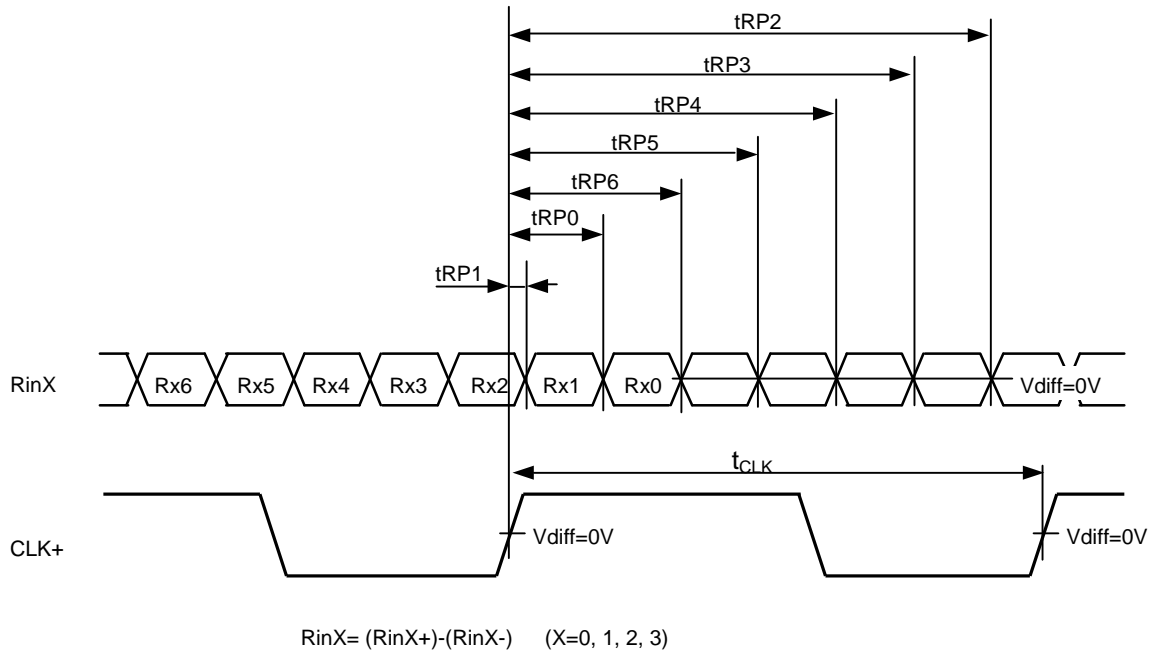 tRP2
tRP3
tRP4
tRP5
tRP6
tRP0
tRP1
RinX Rx6 Rx5 Rx4 Rx3 Rx2 Rx1 Rx0 Vdiff=0V
tCLK
CLK+ Vdiff=0V Vdiff=0V
RinX= (RinX+)-(RinX-) (X=0, 1, 2, 3)